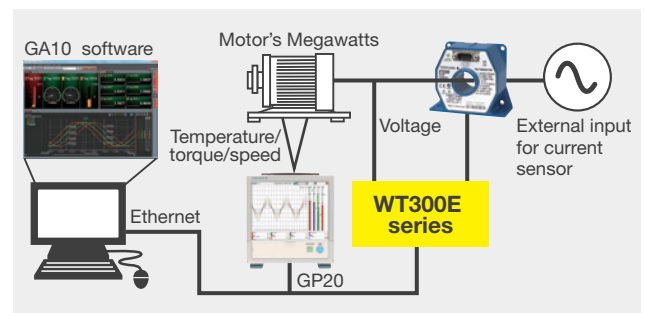 GA10 software
Motor's Megawatts
Temperature/
torque/speed
Voltage
External input
for current
sensor
WT300E
series
Ethernet
GP20